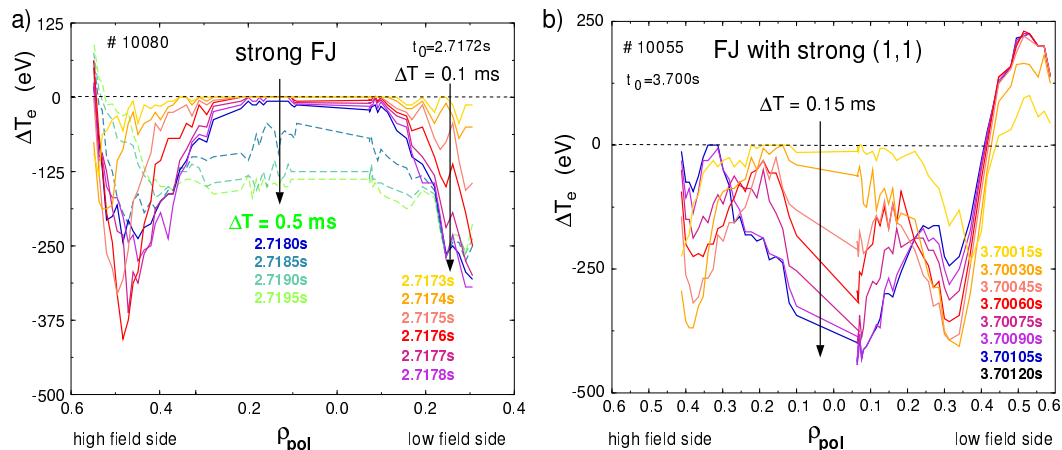 a)
# 10080
strong FJ
t0=2.7172s
ΔT = 0.1 ms
125
0
-125
125
-250
-375
375
-500
ΔTe (eV)
ΔT = 0.5 ms
2.7180s
2.7185s
2.7190s
2.7195s
2.7173s
2.7174s
2.7175s
2.7176s
2.7177s
2.7178s
0.6 0.4 0.2 0.0 0.2 0.4
high field side
ρpol
low field side
b)
# 10055
FJ with strong (1,1)
t0=3.700s
ΔT = 0.15 ms
250
0
-250
-500
ΔTe (eV)
3.70015s
3.70030s
3.70045s
3.70060s
3.70075s
3.70090s
3.70105s
3.70120s
0.6 0.5 0.4 0.3 0.2 0.1 0.0 0.1 0.2 0.3 0.4 0.5 0.6
high field side
ρpol
low field side